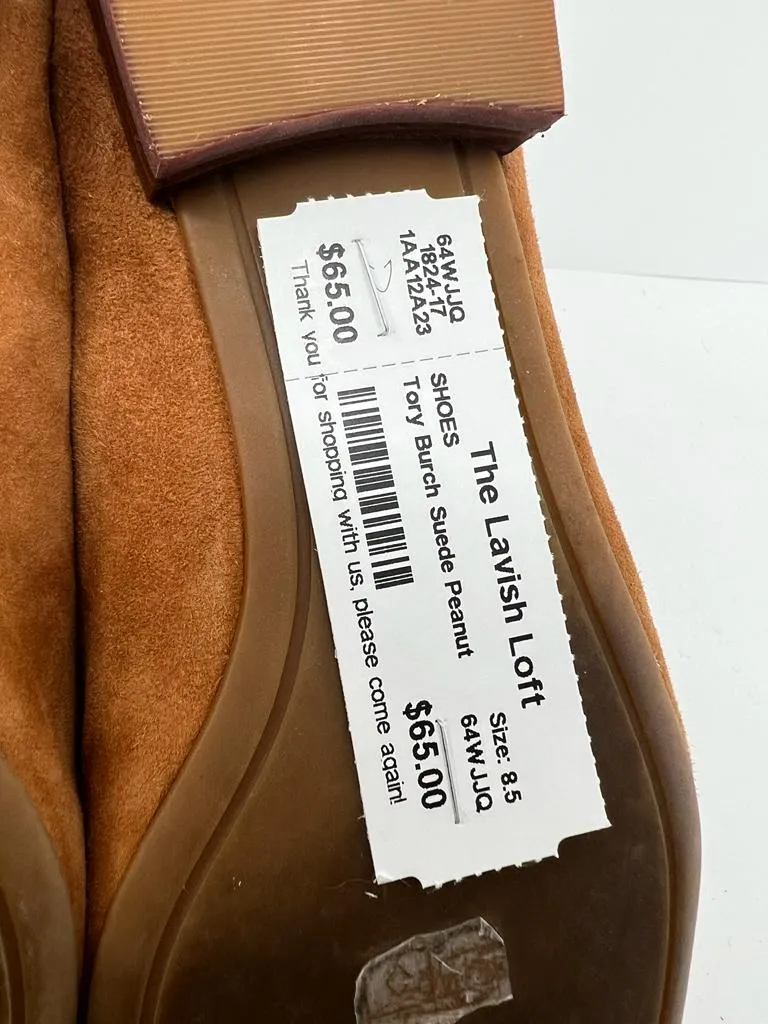 64WJJQ
1824-17
1AA12A23
$65.00
The Lavish Loft
SHOES
Size: 8.5
Tory Burch Suede Peanut
64WJJQ
$65.00
Thank you for shopping with us, please come again!